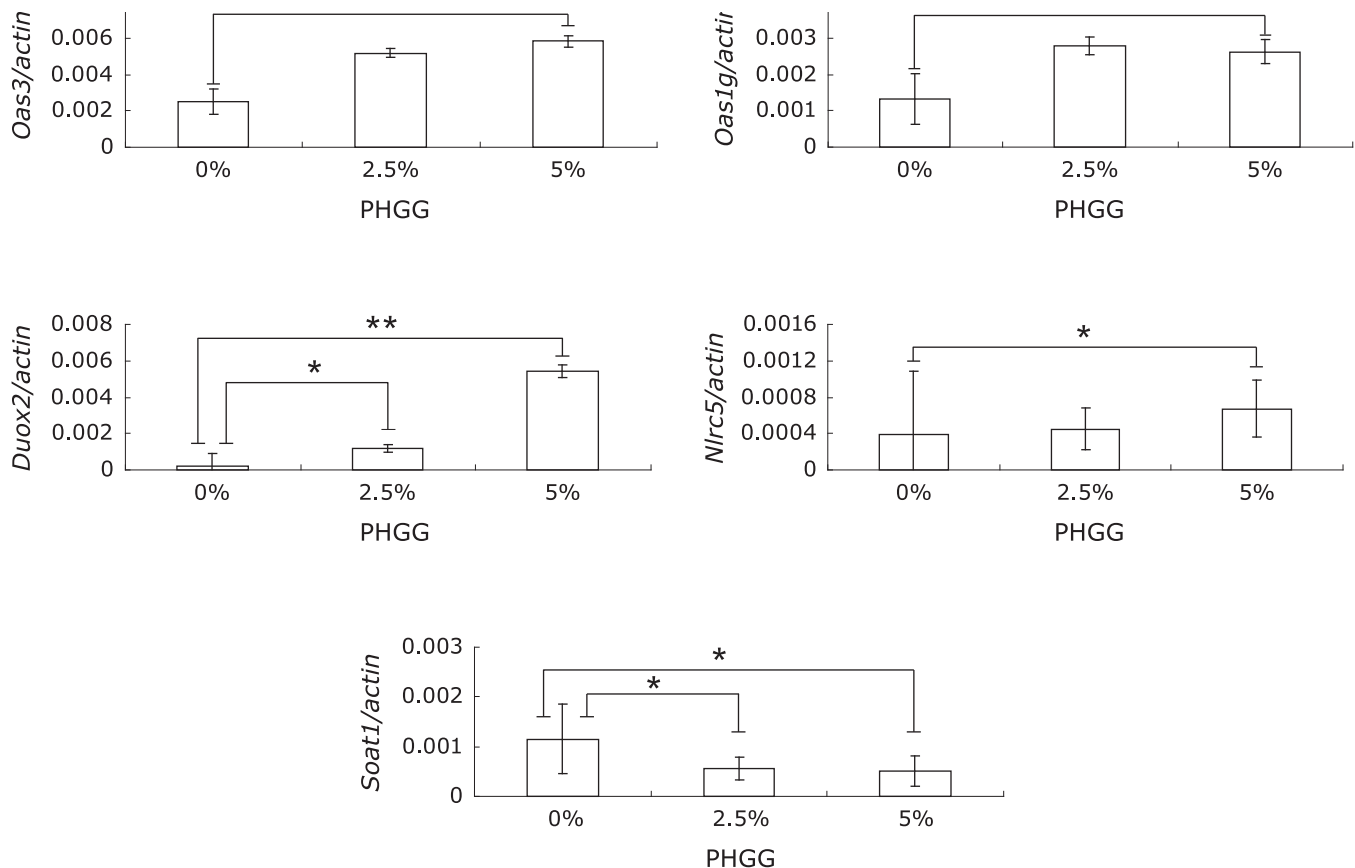 Oas3/actin
0.006
0.004
0.002
0
0% 2.5% 5%
PHGG
Oas1g/actin
0.003
0.002
0.001
0
0% 2.5% 5%
PHGG
Duox2/actin
0.008
0.006
0.004
0.002
0
**
*
0% 2.5% 5%
PHGG
Nlrc5/actin
0.0016
0.0012
0.0008
0.0004
0
*
0% 2.5% 5%
PHGG
Soat1/actin
0.003
0.002
0.001
0
*
*
0% 2.5% 5%
PHGG